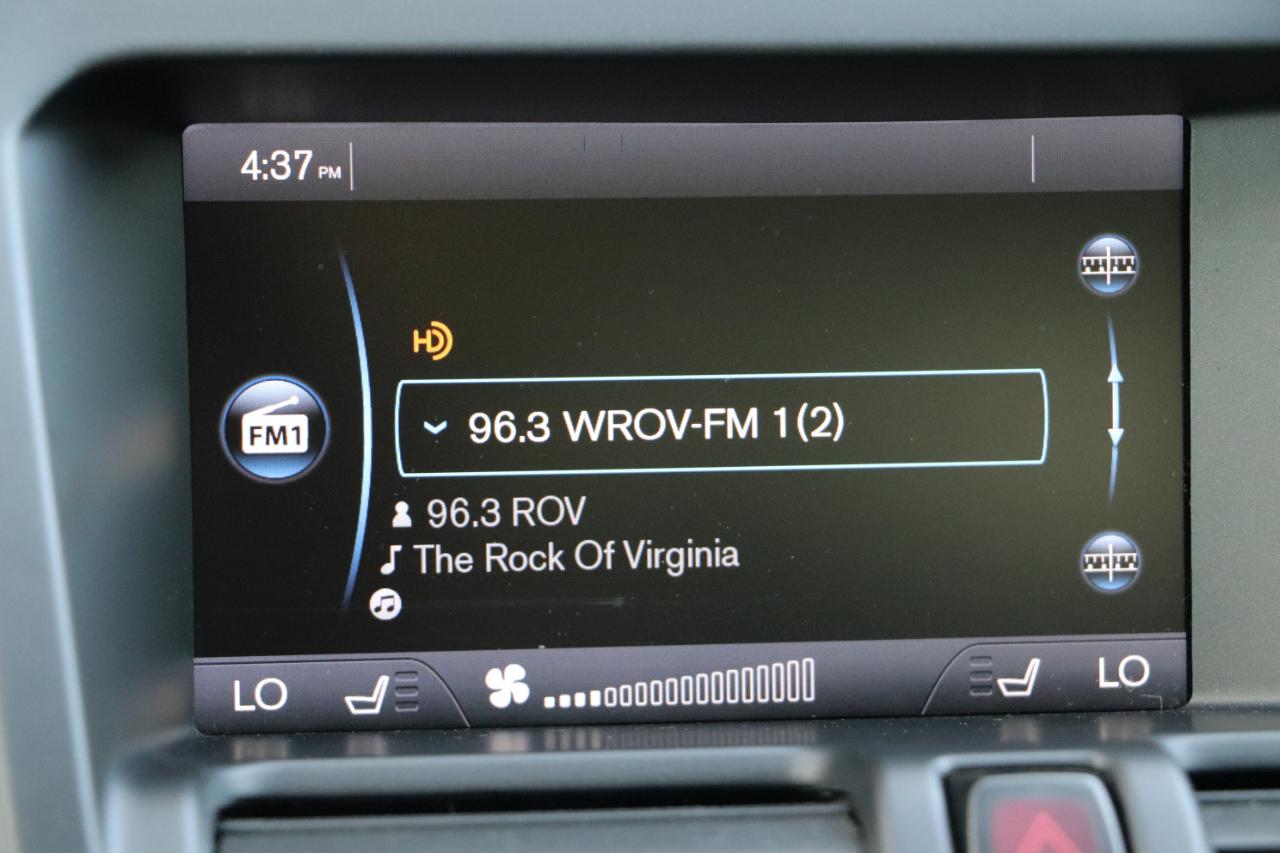 4:37 PM
HD
96.3 WROV-FM 1(2)
FM1
96.3 ROV
The Rock Of Virginia
LO
LO